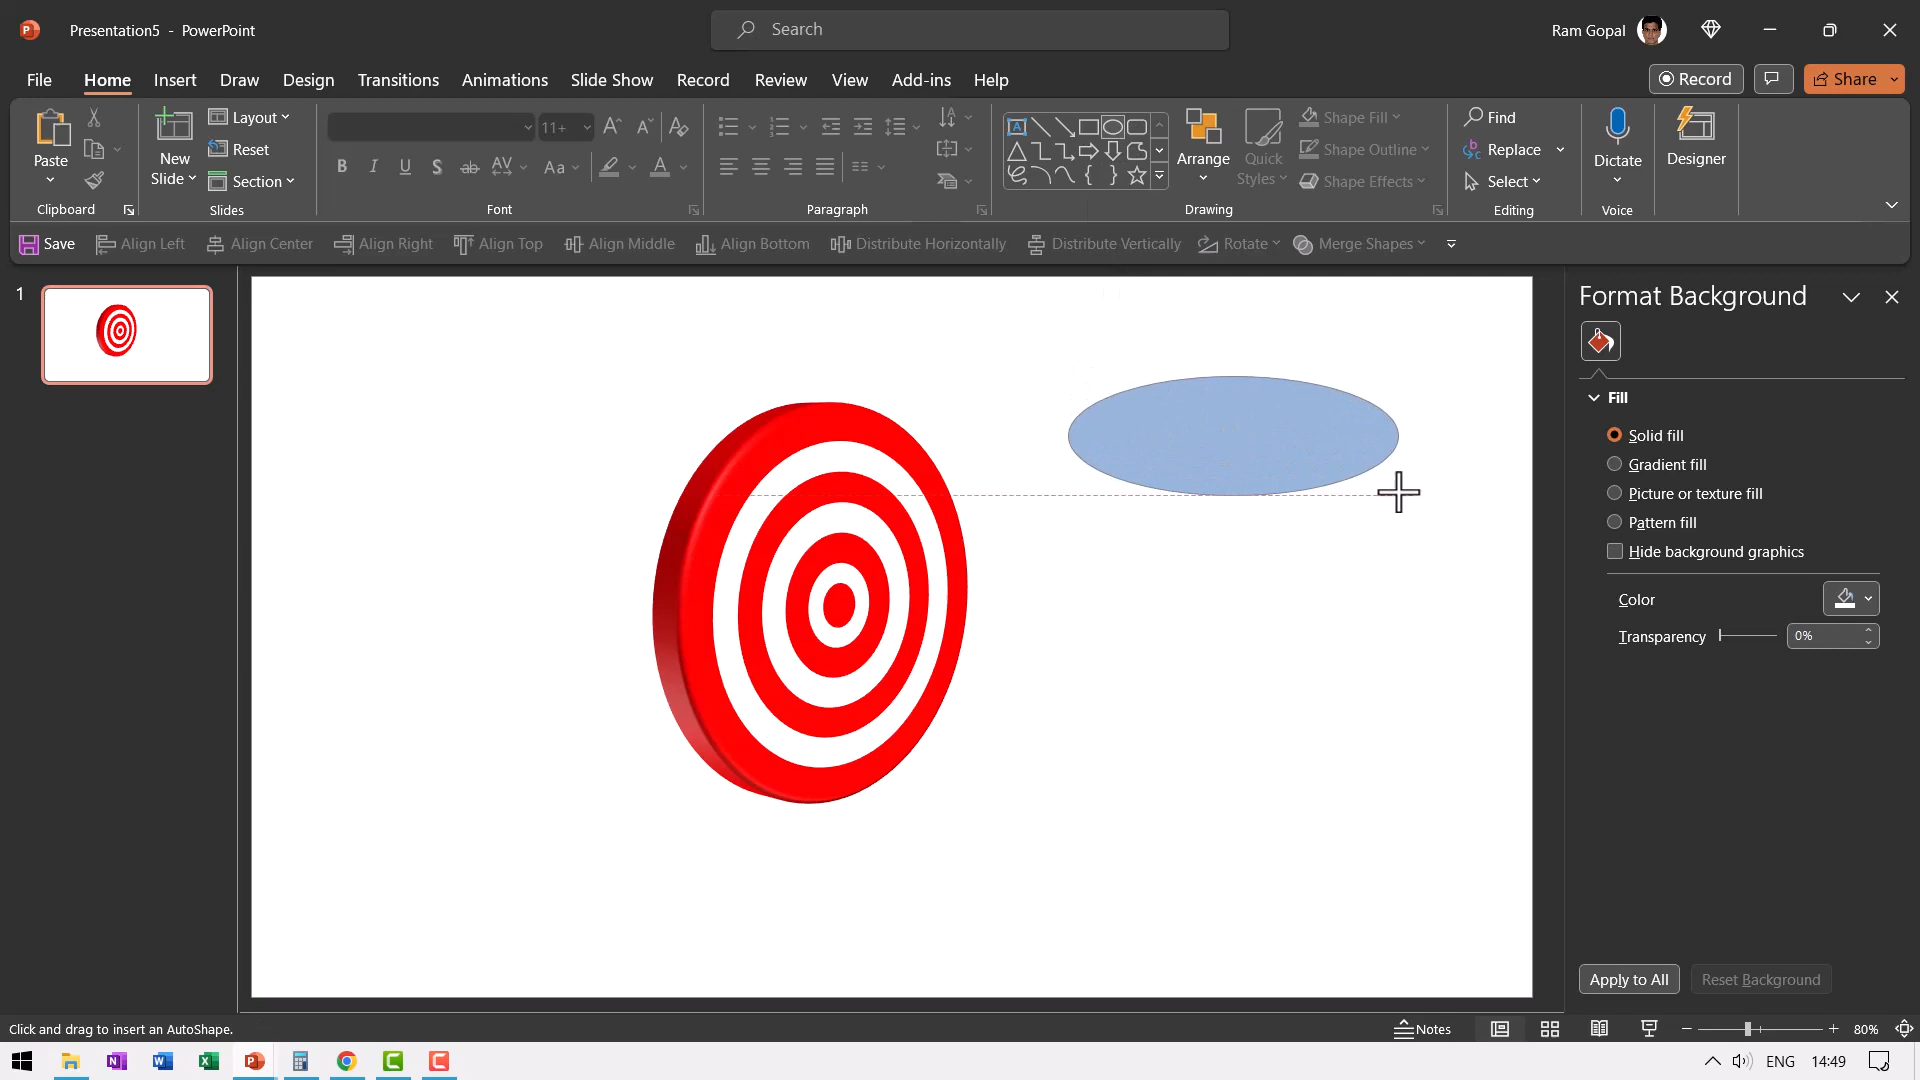 Presentation5 - PowerPoint
Search
Ram Gopal
File Home Insert Draw Design Transitions Animations Slide Show Record Review View Add-ins Help
Record
Share
Paste
Clipboard
New
Slide
Layout
Reset
Section
Slides
11+
Font
Paragraph
Arrange
Quick
Styles
Shape Fill
Shape Outline
Shape Effects
Drawing
Find
Replace
Select
Editing
Dictate
Voice
Designer
Save Align Left Align Center Align Right Align Top Align Middle Align Bottom Distribute Horizontally Distribute Vertically Rotate Merge Shapes
1
Format Background
Fill
Solid fill
Gradient fill
Picture or texture fill
Pattern fill
Hide background graphics
Color
Transparency 0%
Apply to All Reset Background
Click and drag to insert an AutoShape.
Notes
80%
ENG 14:49